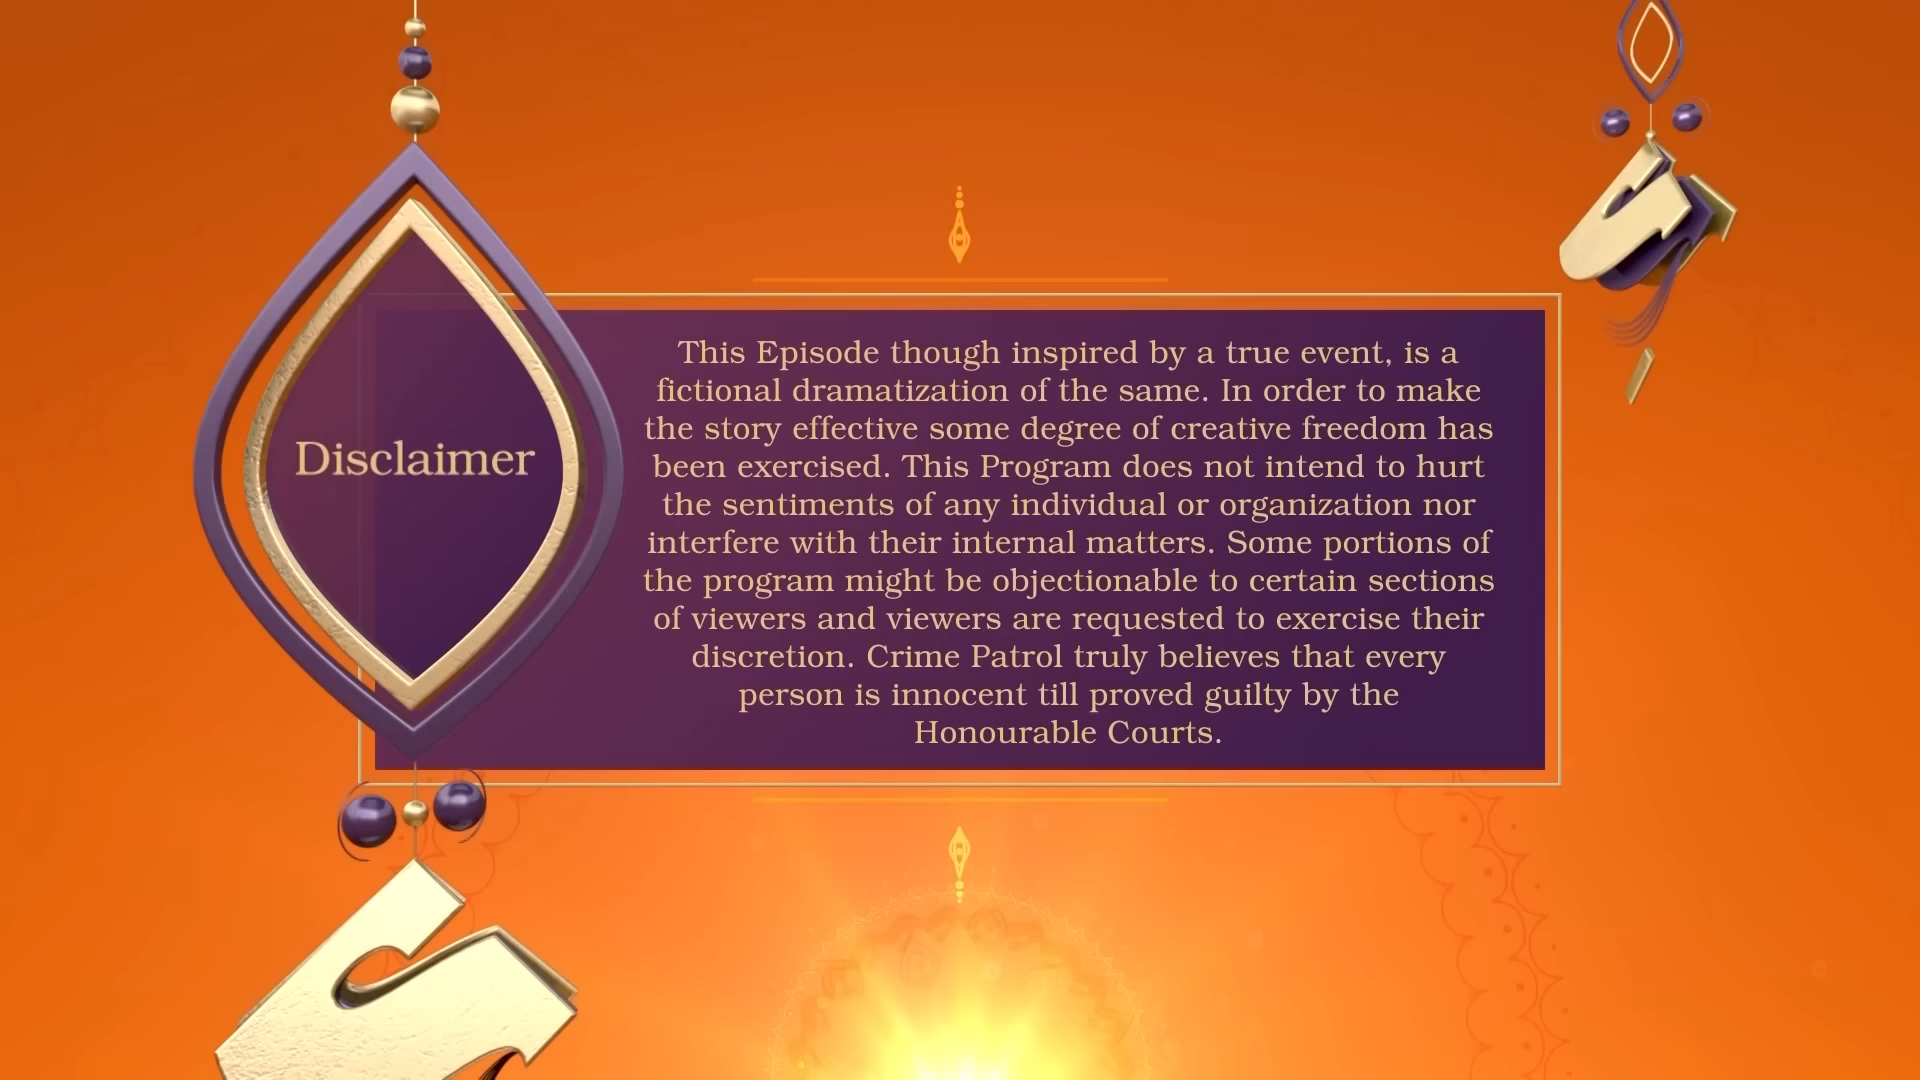 Disclaimer
This Episode though inspired by a true event, is a
fictional dramatization of the same. In order to make
the story effective some degree of creative freedom has
been exercised. This Program does not intend to hurt
the sentiments of any individual or organization nor
interfere with their internal matters. Some portions of
the program might be objectionable to certain sections
of viewers and viewers are requested to exercise their
discretion. Crime Patrol truly believes that every
person is innocent till proved guilty by the
Honourable Courts.